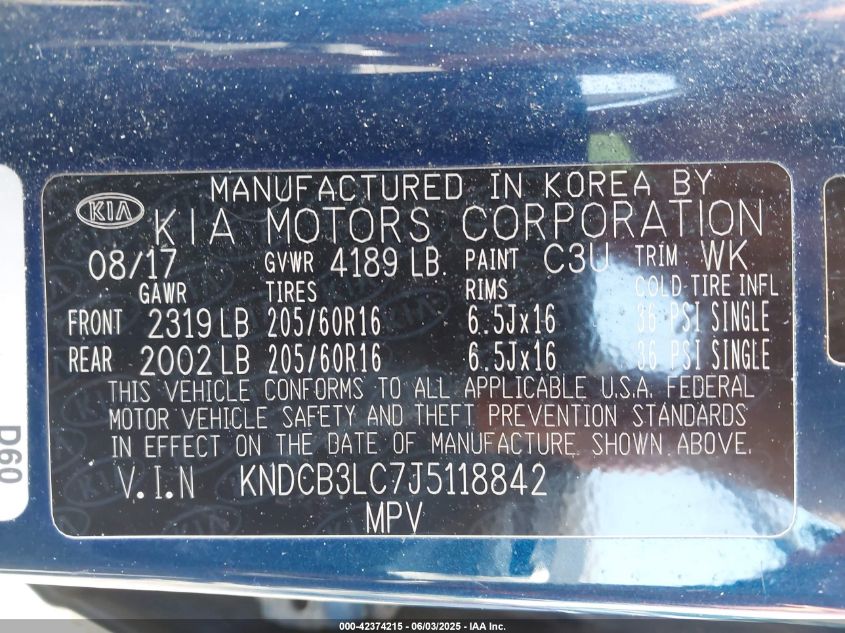 MANUFACTURED IN KOREA BY
KIA KIA MOTORS CORPORATION
08/17 GVWR 4189 LB. PAINT C3U TRIM WK
GAWR TIRES RIMS COLD TIRE INFL
FRONT 2319 LB 205/60R16 6.5Jx16 36 PSI SINGLE
REAR 2002 LB 205/60R16 6.5Jx16 36 PSI SINGLE
THIS VEHICLE CONFORMS TO ALL APPLICABLE U.S.A. FEDERAL
MOTOR VEHICLE SAFETY AND THEFT PREVENTION STANDARDS
IN EFFECT ON THE DATE OF MANUFACTURE SHOWN ABOVE.
V.I.N KNDCB3LC7J5118842
MPV
D60
000-42374215 - 06/03/2025 - IAA Inc.